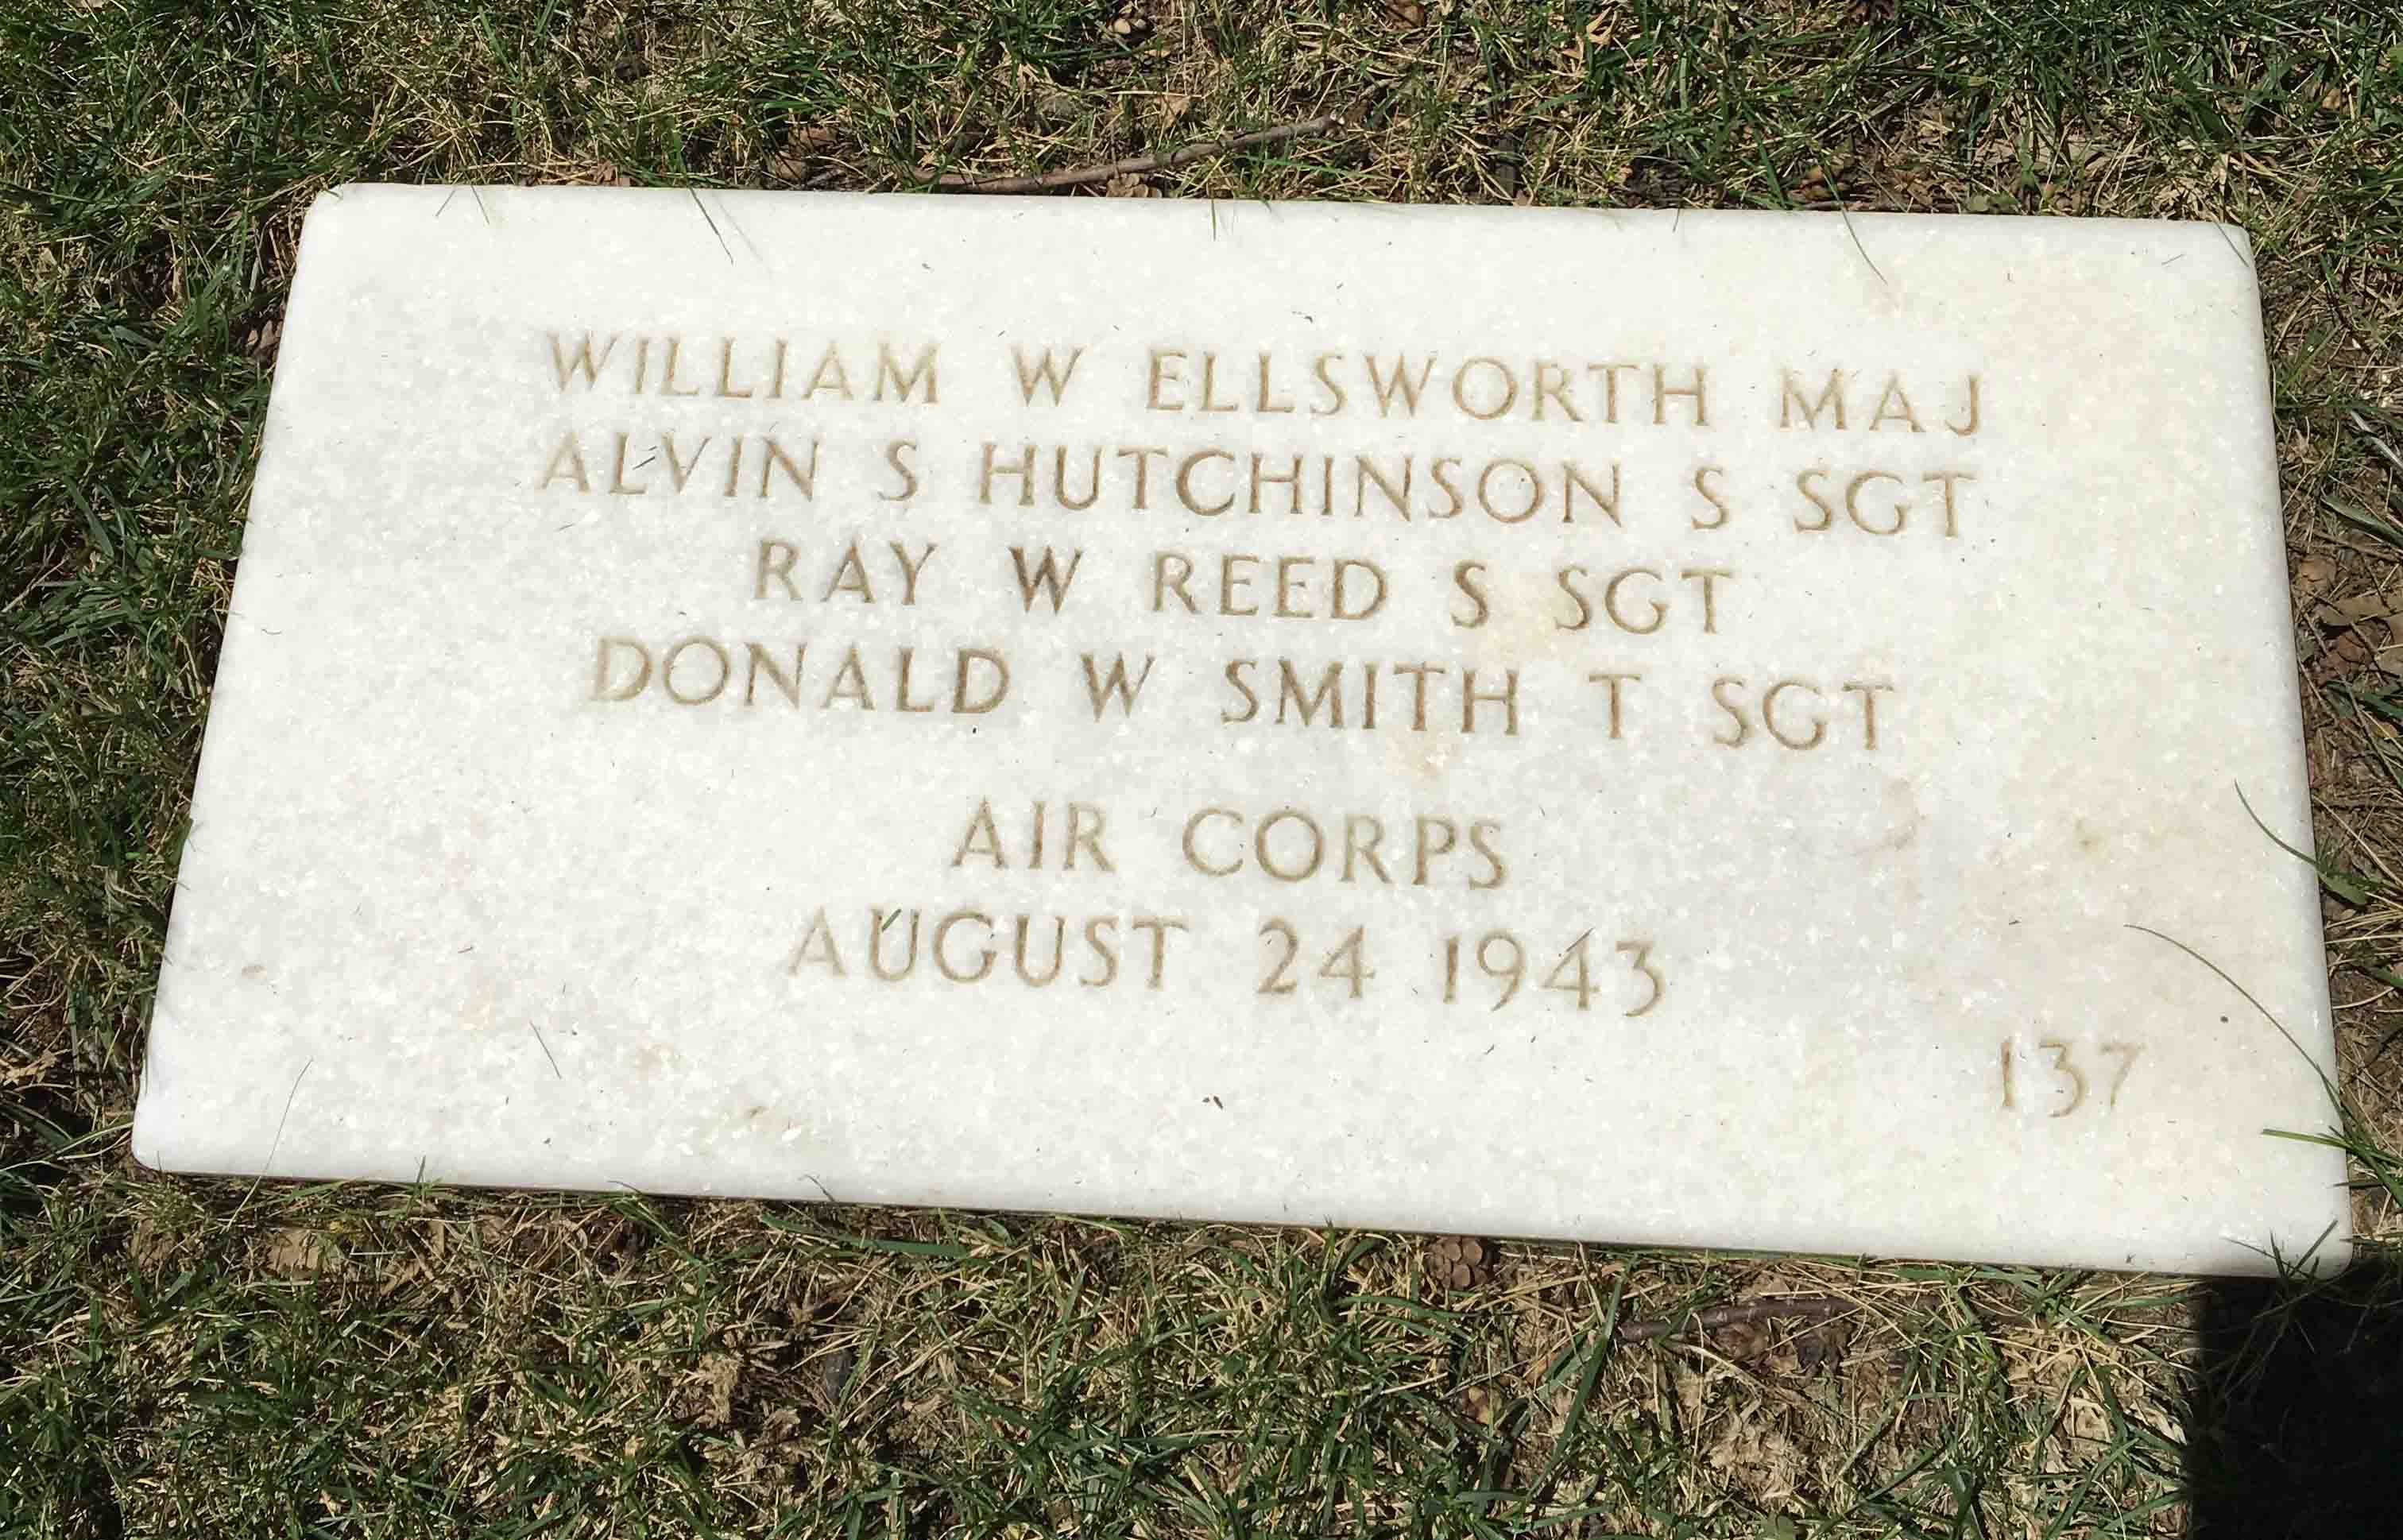 WILLIAM W ELLSWORTH MAJ
ALVIN S HUTCHINSON S SGT
RAY W REED S SGT
DONALD W SMITH T SGT
AIR CORPS
AUGUST 24 1943
137